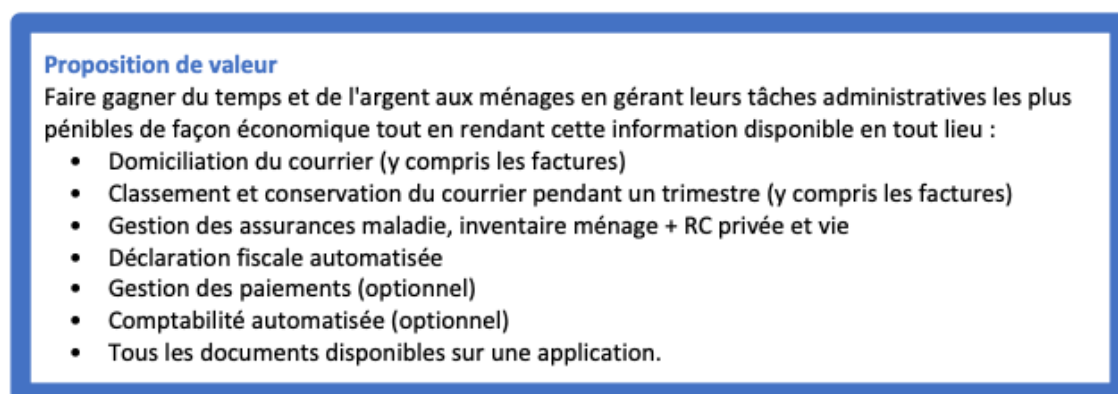 Proposition de valeur
Faire gagner du temps et de l'argent aux ménages en gérant leurs tâches administratives les plus
pénibles de façon économique tout en rendant cette information disponible en tout lieu :
• Domiciliation du courrier (y compris les factures)
• Classement et conservation du courrier pendant un trimestre (y compris les factures)
• Gestion des assurances maladie, inventaire ménage + RC privée et vie
• Déclaration fiscale automatisée
• Gestion des paiements (optionnel)
• Comptabilité automatisée (optionnel)
• Tous les documents disponibles sur une application.